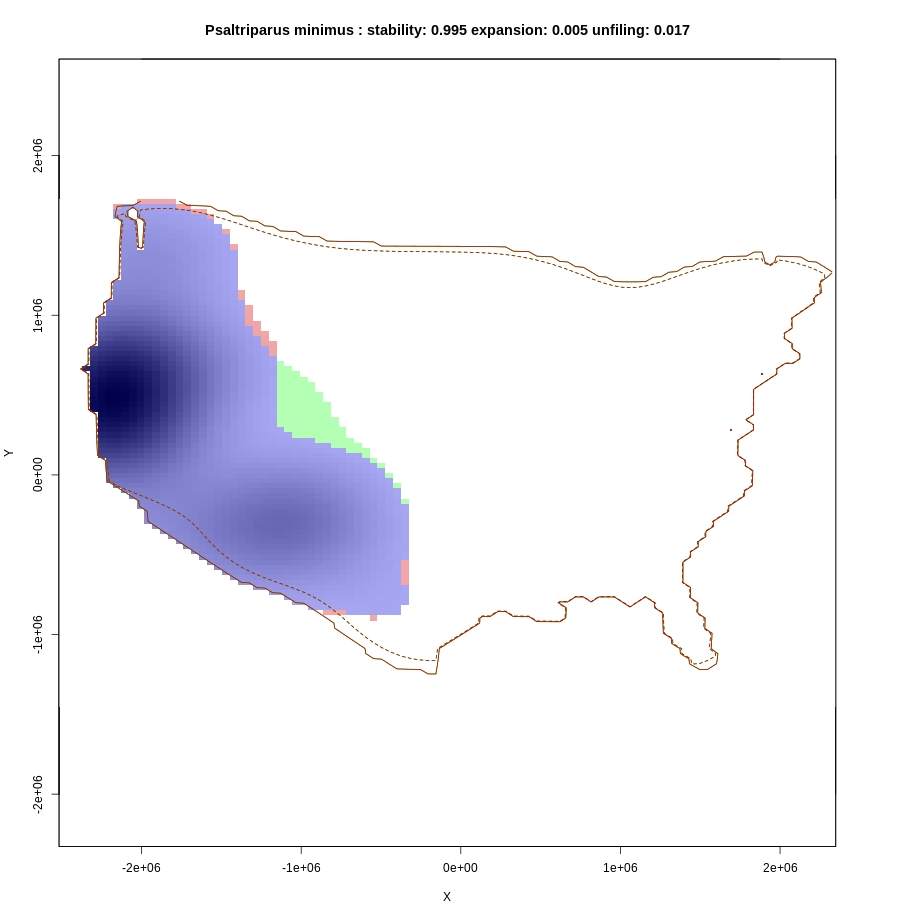 Psaltriparus minimus : stability: 0.995 expansion: 0.005 unfiling: 0.017
2e+06
1e+06
0e+00
-1e+06
-2e+06
Y
-2e+06 -1e+06 0e+00 1e+06 2e+06
X